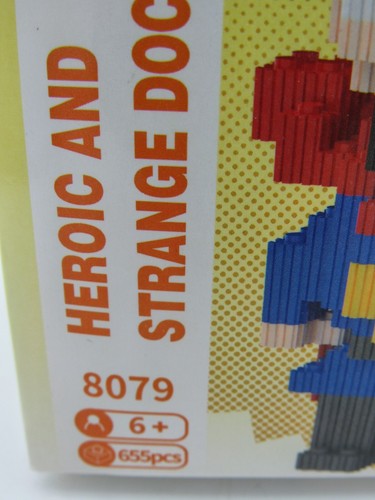 HEROIC AND
STRANGE DOC
8079
6+
655pcs